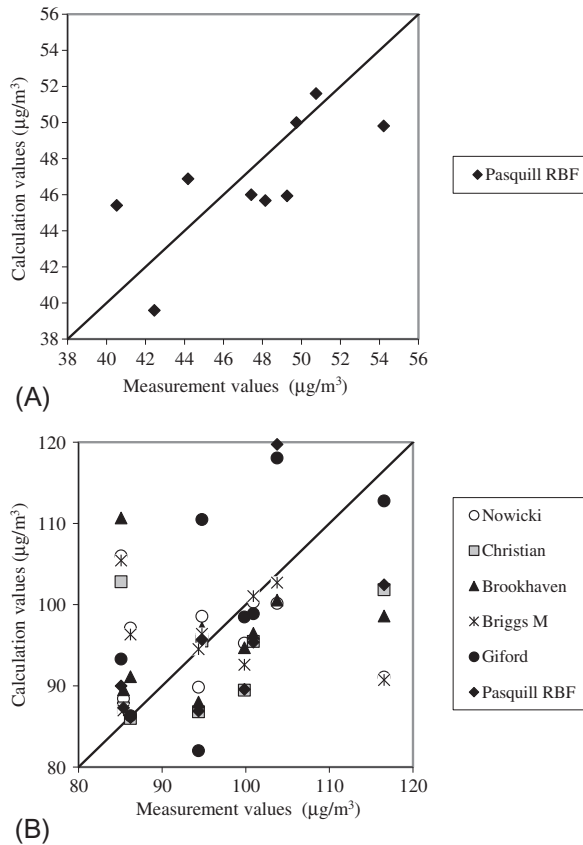 56
54
52
50
48
46
44
42
40
38
38 40 42 44 46 48 50 52 54 56
Calculation values (μg/m³)
Measurement values (μg/m³)
Pasquill RBF
(A)
120
110
100
90
80
80 90 100 110 120
Calculation values (μg/m³)
Measurement values (μg/m³)
Nowicki
Christian
Brookhaven
Briggs M
Giford
Pasquill RBF
(B)